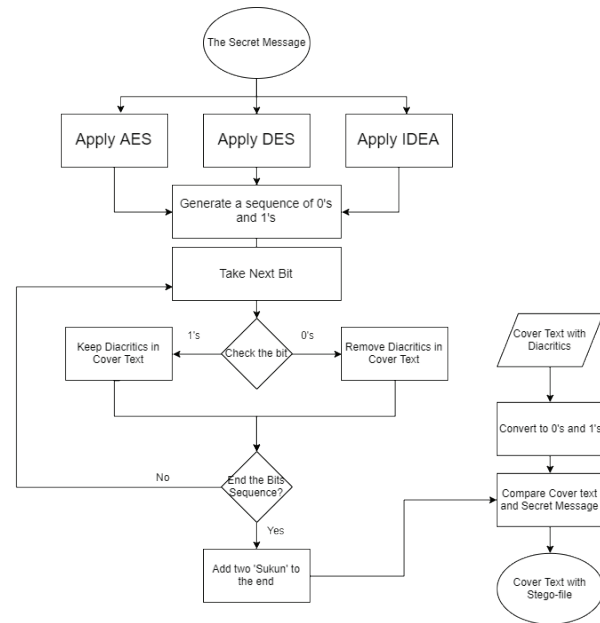 The Secret Message
Apply AES
Apply DES
Apply IDEA
Generate a sequence of 0's
and 1's
Take Next Bit
1's
0's
Keep Diacritics in
Cover Text
Check the bit
Remove Diacritics in
Cover Text
No
End the Bits
Sequence?
Yes
Add two 'Sukun' to
the end
Cover Text with
Diacritics
Convert to 0's and 1's
Compare Cover text
and Secret Message
Cover Text with
Stego-file